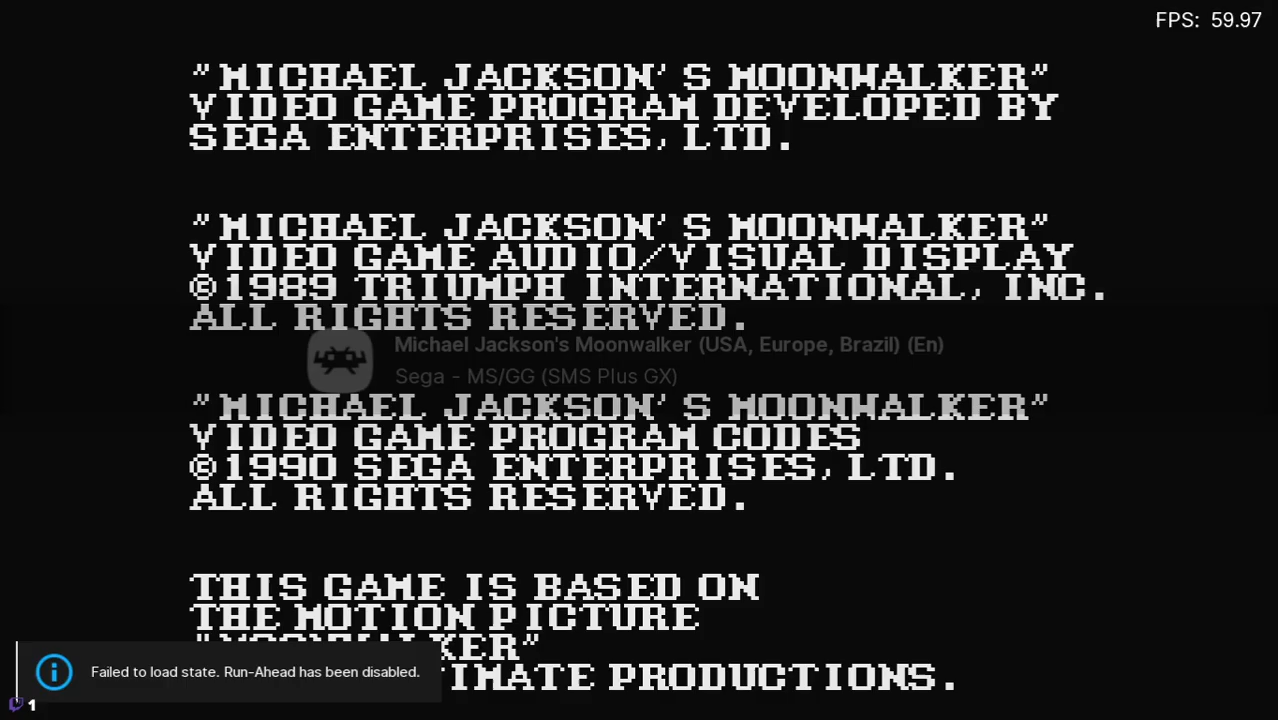 FPS: 59.97
"MICHAEL JACKSON'S MOONWALKER"
VIDEO GAME PROGRAM DEVELOPED BY
SEGA ENTERPRISES, LTD.
"MICHAEL JACKSON'S MOONWALKER"
VIDEO GAME AUDIO/VISUAL DISPLAY
©1989 TRIUMPH INTERNATIONAL, INC.
ALL RIGHTS RESERVED.
Michael Jackson's Moonwalker (USA, Europe, Brazil) (En)
Sega - MS/GG (SMS Plus GX)
"MICHAEL JACKSON'S MOONWALKER"
VIDEO GAME PROGRAM CODES
©1990 SEGA ENTERPRISES, LTD.
ALL RIGHTS RESERVED.
THIS GAME IS BASED ON
THE MOTION PICTURE
"MOONWALKER"
TIMATE PRODUCTIONS.
Failed to load state. Run-Ahead has been disabled.
1